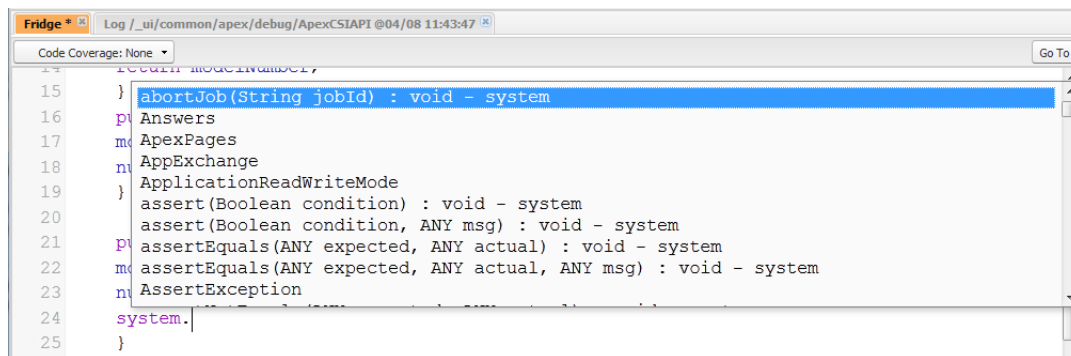 Fridge *
Log /_ui/common/apex/debug/ApexCSIAPI @04/08 11:43:47
Code Coverage: None
Go To
14 return modelNumber;
15 }
abortJob(String jobId) : void - system
16 pu
Answers
17 mo
ApexPages
18 nu
AppExchange
19 }
ApplicationReadWriteMode
assert(Boolean condition) : void - system
20
assert(Boolean condition, ANY msg) : void - system
21 pu
assertEquals(ANY expected, ANY actual) : void - system
22 mo
assertEquals(ANY expected, ANY actual, ANY msg) : void - system
23 nu
AssertException
24 system.
25 }